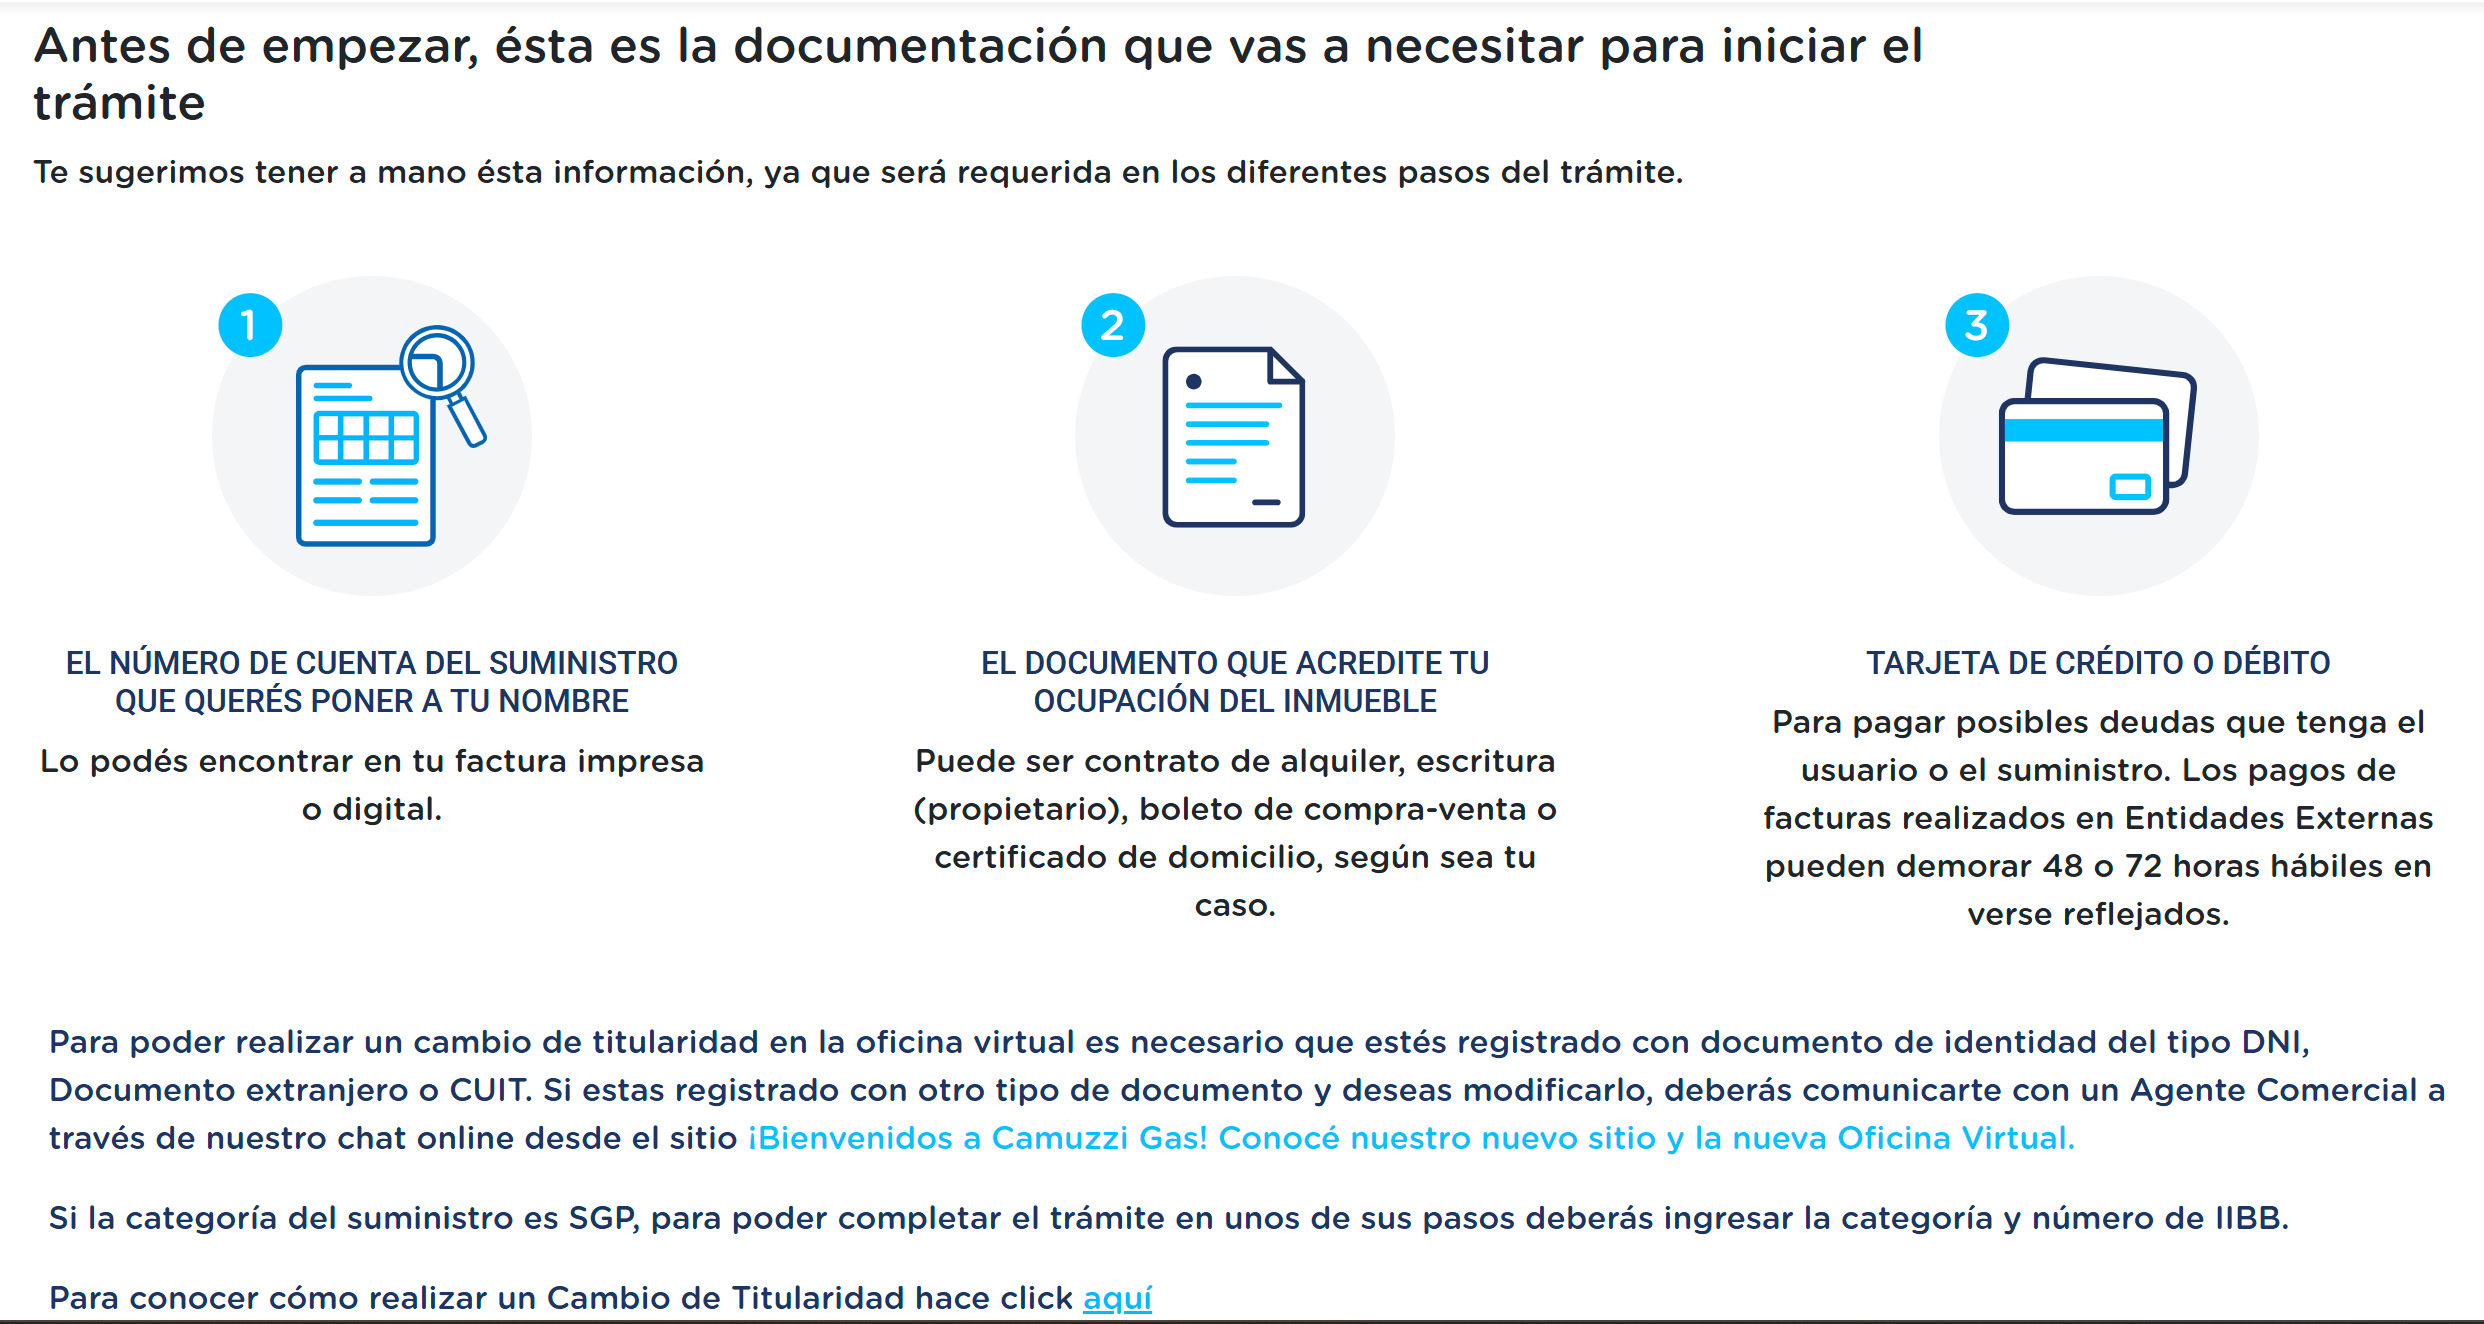 Antes de empezar, ésta es la documentación que vas a necesitar para iniciar el
trámite
Te sugerimos tener a mano ésta información, ya que será requerida en los diferentes pasos del trámite.
1
EL NÚMERO DE CUENTA DEL SUMINISTRO
QUE QUERÉS PONER A TU NOMBRE
Lo podés encontrar en tu factura impresa
o digital.
2
EL DOCUMENTO QUE ACREDITE TU
OCUPACIÓN DEL INMUEBLE
Puede ser contrato de alquiler, escritura
(propietario), boleto de compra-venta o
certificado de domicilio, según sea tu
caso.
3
TARJETA DE CRÉDITO O DÉBITO
Para pagar posibles deudas que tenga el
usuario o el suministro. Los pagos de
facturas realizados en Entidades Externas
pueden demorar 48 o 72 horas hábiles en
verse reflejados.
Para poder realizar un cambio de titularidad en la oficina virtual es necesario que estés registrado con documento de identidad del tipo DNI,
Documento extranjero o CUIT. Si estas registrado con otro tipo de documento y deseas modificarlo, deberás comunicarte con un Agente Comercial a
través de nuestro chat online desde el sitio ¡Bienvenidos a Camuzzi Gas! Conocé nuestro nuevo sitio y la nueva Oficina Virtual.
Si la categoría del suministro es SGP, para poder completar el trámite en unos de sus pasos deberás ingresar la categoría y número de IIBB.
Para conocer cómo realizar un Cambio de Titularidad hace click aquí